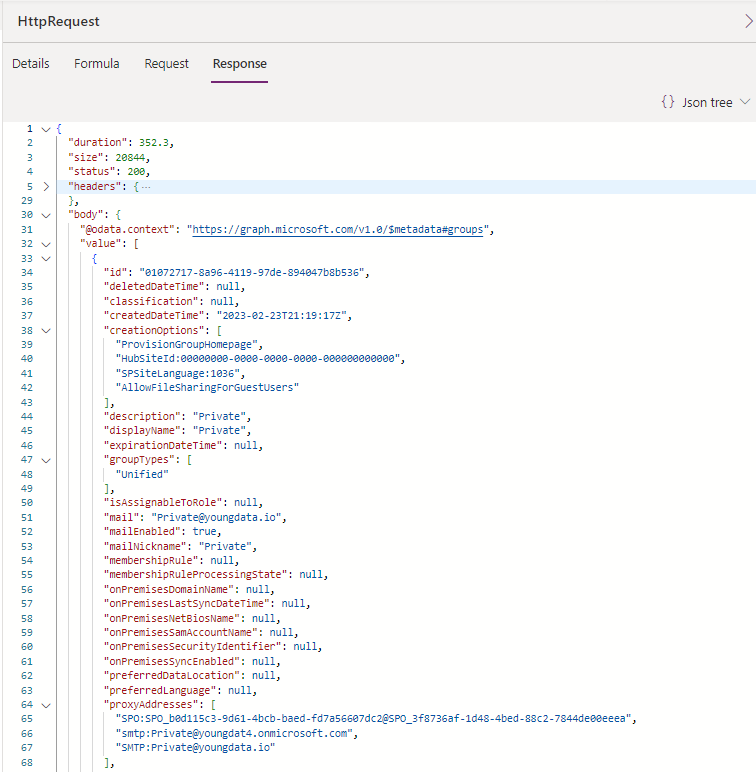 HttpRequest
Details Formula Request Response
{} Json tree
1 {
2 "duration": 352.3,
3 "size": 20844,
4 "status": 200,
5 "headers": { ...
29 },
30 "body": {
31 "@odata.context": "https://graph.microsoft.com/v1.0/$metadata#groups",
32 "value": [
33 {
34 "id": "01072717-8a96-4119-97de-894047b8b536",
35 "deletedDateTime": null,
36 "classification": null,
37 "createdDateTime": "2023-02-23T21:19:17Z",
38 "creationOptions": [
39 "ProvisionGroupHomepage",
40 "HubSiteId:00000000-0000-0000-0000-000000000000",
41 "SPSiteLanguage:1036",
42 "AllowFileSharingForGuestUsers"
43 ],
44 "description": "Private",
45 "displayName": "Private",
46 "expirationDateTime": null,
47 "groupTypes": [
48 "Unified"
49 ],
50 "isAssignableToRole": null,
51 "mail": "Private@youngdata.io",
52 "mailEnabled": true,
53 "mailNickname": "Private",
54 "membershipRule": null,
55 "membershipRuleProcessingState": null,
56 "onPremisesDomainName": null,
57 "onPremisesLastSyncDateTime": null,
58 "onPremisesNetBiosName": null,
59 "onPremisesSamAccountName": null,
60 "onPremisesSecurityIdentifier": null,
61 "onPremisesSyncEnabled": null,
62 "preferredDataLocation": null,
63 "preferredLanguage": null,
64 "proxyAddresses": [
65 "SPO:SPO_b0d115c3-9d61-4bcb-baed-fd7a56607dc2@SPO_3f8736af-1d48-4bed-88c2-7844de00eeea",
66 "smtp:Private@youngdat4.onmicrosoft.com",
67 "SMTP:Private@youngdata.io"
68 ],